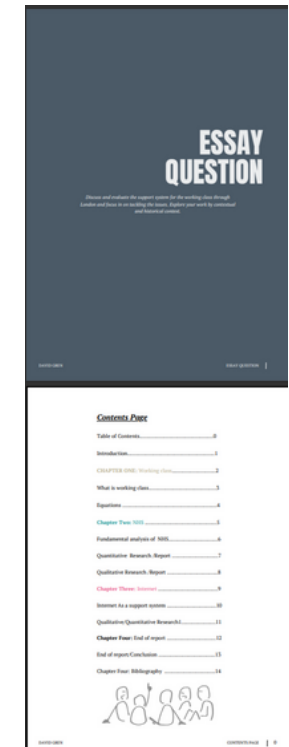 ESSAY
QUESTION
Discuss and evaluate the support system for the working class through
London and focus in on tackling the issues. Explore your work by contextual
and historical context.
ESSAY QUESTION
Contents Page
Table of Contents..............................0
Introduction..............................1
CHAPTER ONE: Working class..............................2
What is working class..............................3
Equations ..............................4
Chapter Two: NHS ..............................5
Fundamental analysis of NHS..............................6
Quantitative Research /Report ..............................7
Qualitative Research /Report ..............................8
Chapter Three: Internet ..............................9
Internet As a support system ..............................10
Qualitative/Quantitative Research1..............................11
Chapter Four: End of report ..............................12
End of report/Conclusion ..............................13
Chapter Four: Bibliography ..............................14
CONTENTS PAGE